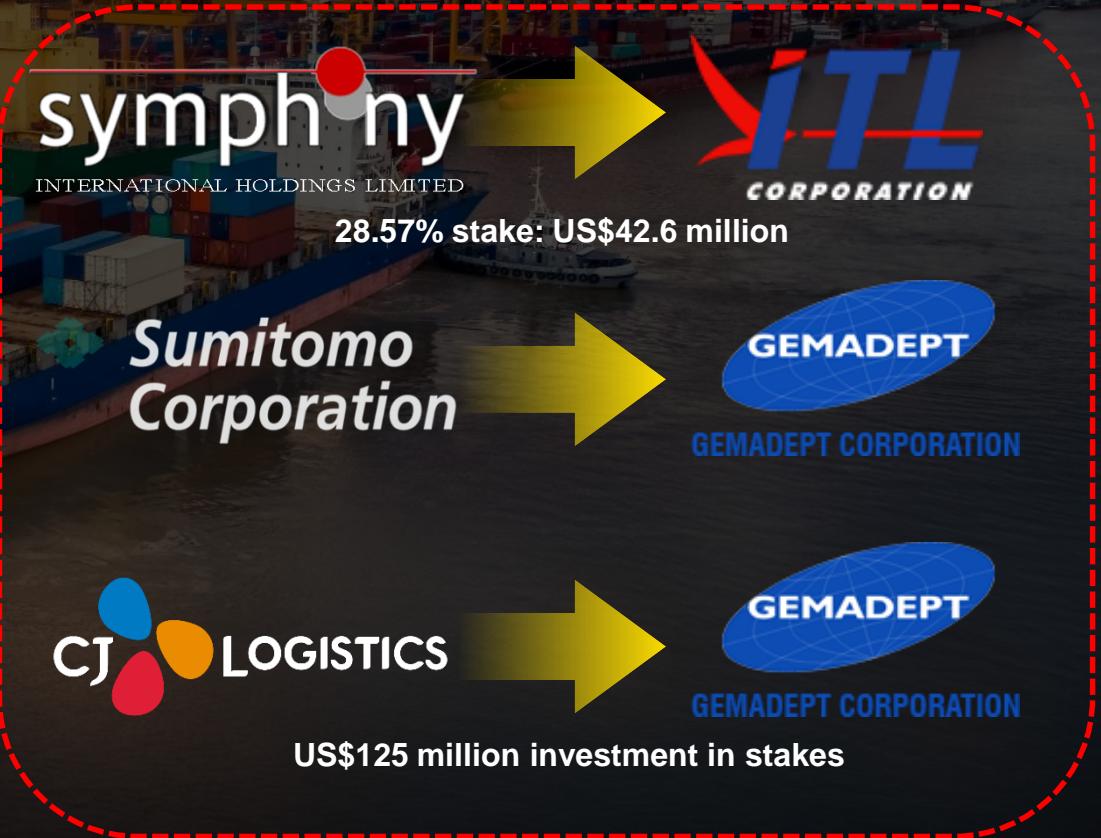 symphony
INTERNATIONAL HOLDINGS LIMITED
iTL
CORPORATION
28.57% stake: US$42.6 million
Sumitomo
Corporation
GEMADEPT
GEMADEPT CORPORATION
CJ LOGISTICS
GEMADEPT
GEMADEPT CORPORATION
US$125 million investment in stakes